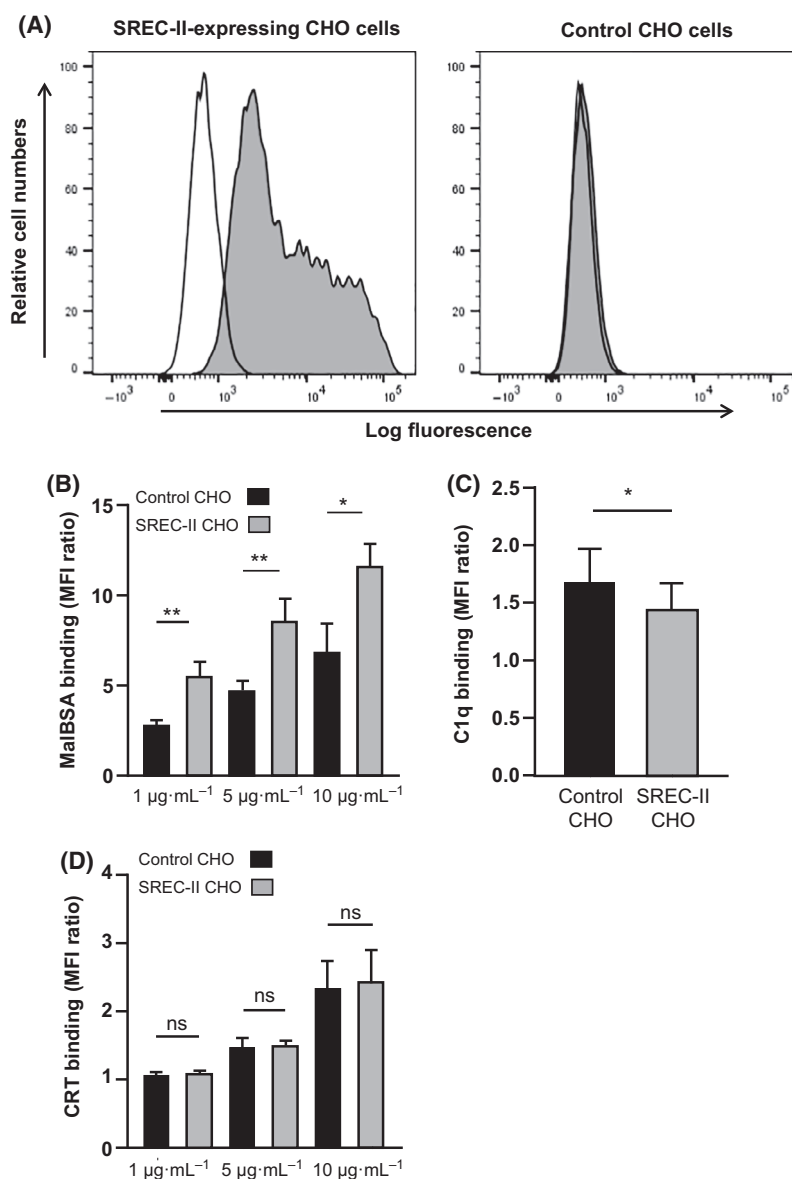 (A)
SREC-II-expressing CHO cells
Control CHO cells
Relative cell numbers
100
80
60
40
20
0
−10³ 0 10³ 10⁴ 10⁵
100
80
60
40
20
0
−10³ 0 10³ 10⁴ 10⁵
Log fluorescence
(B)
Control CHO
SREC-II CHO
MalBSA binding (MFI ratio)
15
10
5
0
** ** *
1 µg·mL⁻¹ 5 µg·mL⁻¹ 10 µg·mL⁻¹
(C)
C1q binding (MFI ratio)
2.5
2.0
1.5
1.0
0.5
0.0
*
Control SREC-II
CHO CHO
(D)
Control CHO
SREC-II CHO
CRT binding (MFI ratio)
4
3
2
1
0
ns ns ns
1 µg·mL⁻¹ 5 µg·mL⁻¹ 10 µg·mL⁻¹